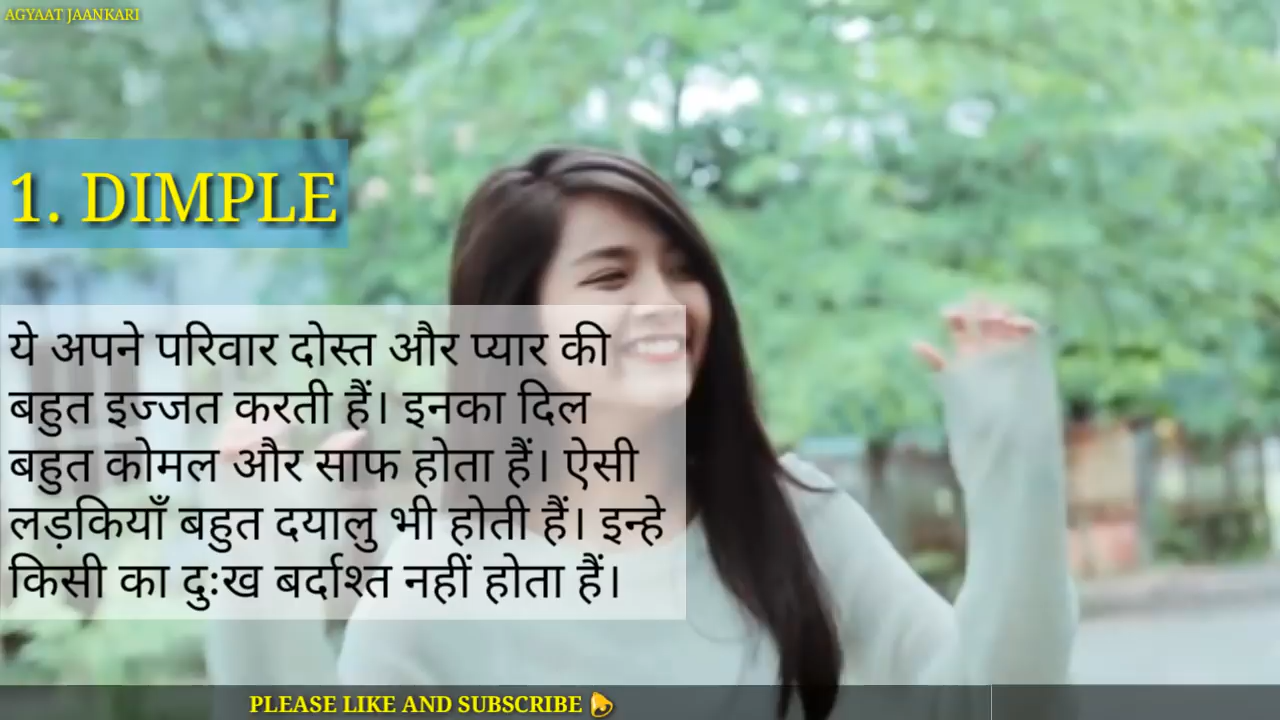 AGYAAT JAANKARI
1. DIMPLE
ये अपने परिवार दोस्त और प्यार की
बहुत इज्जत करती हैं। इनका दिल
बहुत कोमल और साफ होता हैं। ऐसी
लड़कियाँ बहुत दयालु भी होती हैं। इन्हे
किसी का दुःख बर्दाश्त नहीं होता हैं।
PLEASE LIKE AND SUBSCRIBE